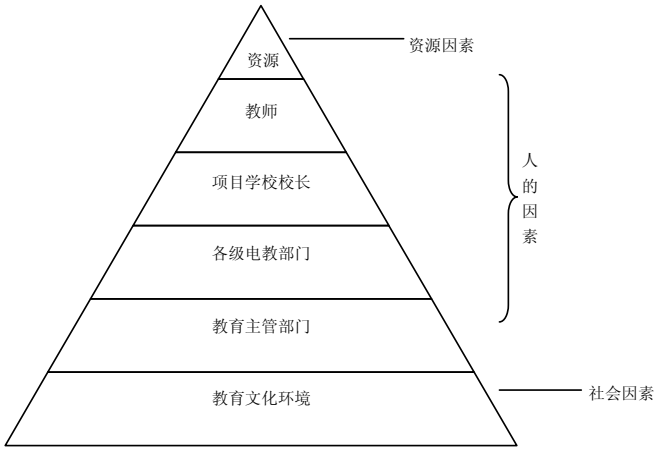 资源
资源因素
教师
项目学校校长
人的因素
各级电教部门
教育主管部门
教育文化环境
社会因素